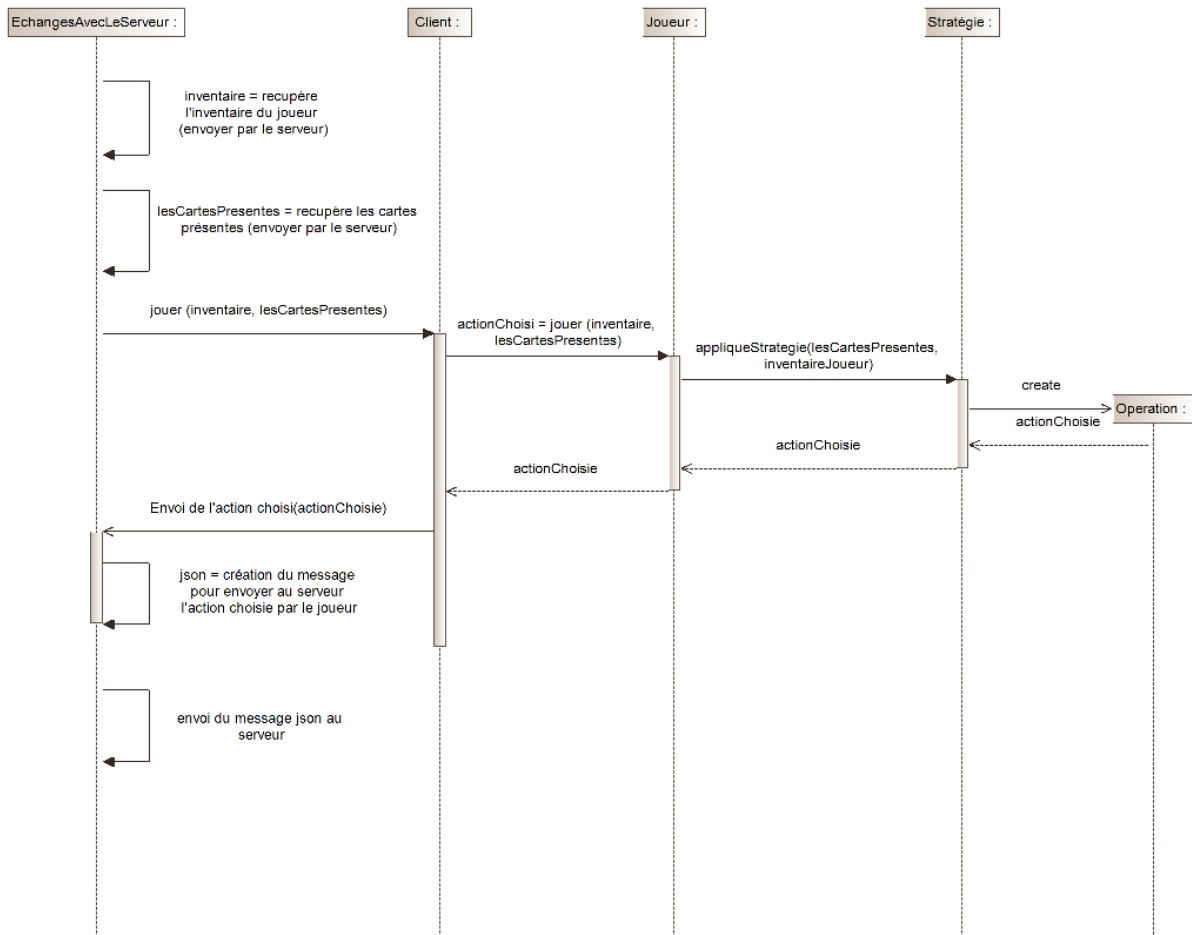 EchangesAvecLeServeur :
Client :
Joueur :
Stratégie :
inventaire = recupère
l'inventaire du joueur
(envoyer par le serveur)
lesCartesPresentes = recupère les cartes
présentes (envoyer par le serveur)
jouer (inventaire, lesCartesPresentes)
actionChoisi = jouer (inventaire,
lesCartesPresentes)
appliqueStrategie(lesCartesPresentes,
inventaireJoueur)
create
Operation :
actionChoisie
actionChoisie
actionChoisie
Envoi de l'action choisi(actionChoisie)
json = création du message
pour envoyer au serveur
l'action choisie par le joueur
envoi du message json au
serveur